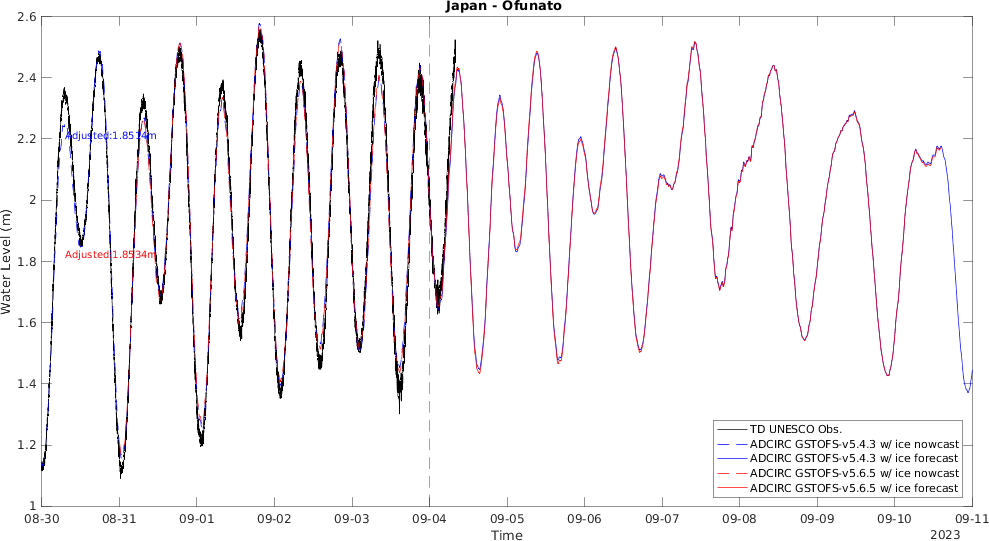 Japan - Ofunato
2.6
2.4
2.2
2
1.8
1.6
1.4
1.2
1
Water Level (m)
Adjusted:1.8514m
Adjusted:1.8534m
TD UNESCO Obs.
ADCIRC GSTOFS-v5.4.3 w/ ice nowcast
ADCIRC GSTOFS-v5.4.3 w/ ice forecast
ADCIRC GSTOFS-v5.6.5 w/ ice nowcast
ADCIRC GSTOFS-v5.6.5 w/ ice forecast
08-30 08-31 09-01 09-02 09-03 09-04 09-05 09-06 09-07 09-08 09-09 09-10 09-11
Time
2023